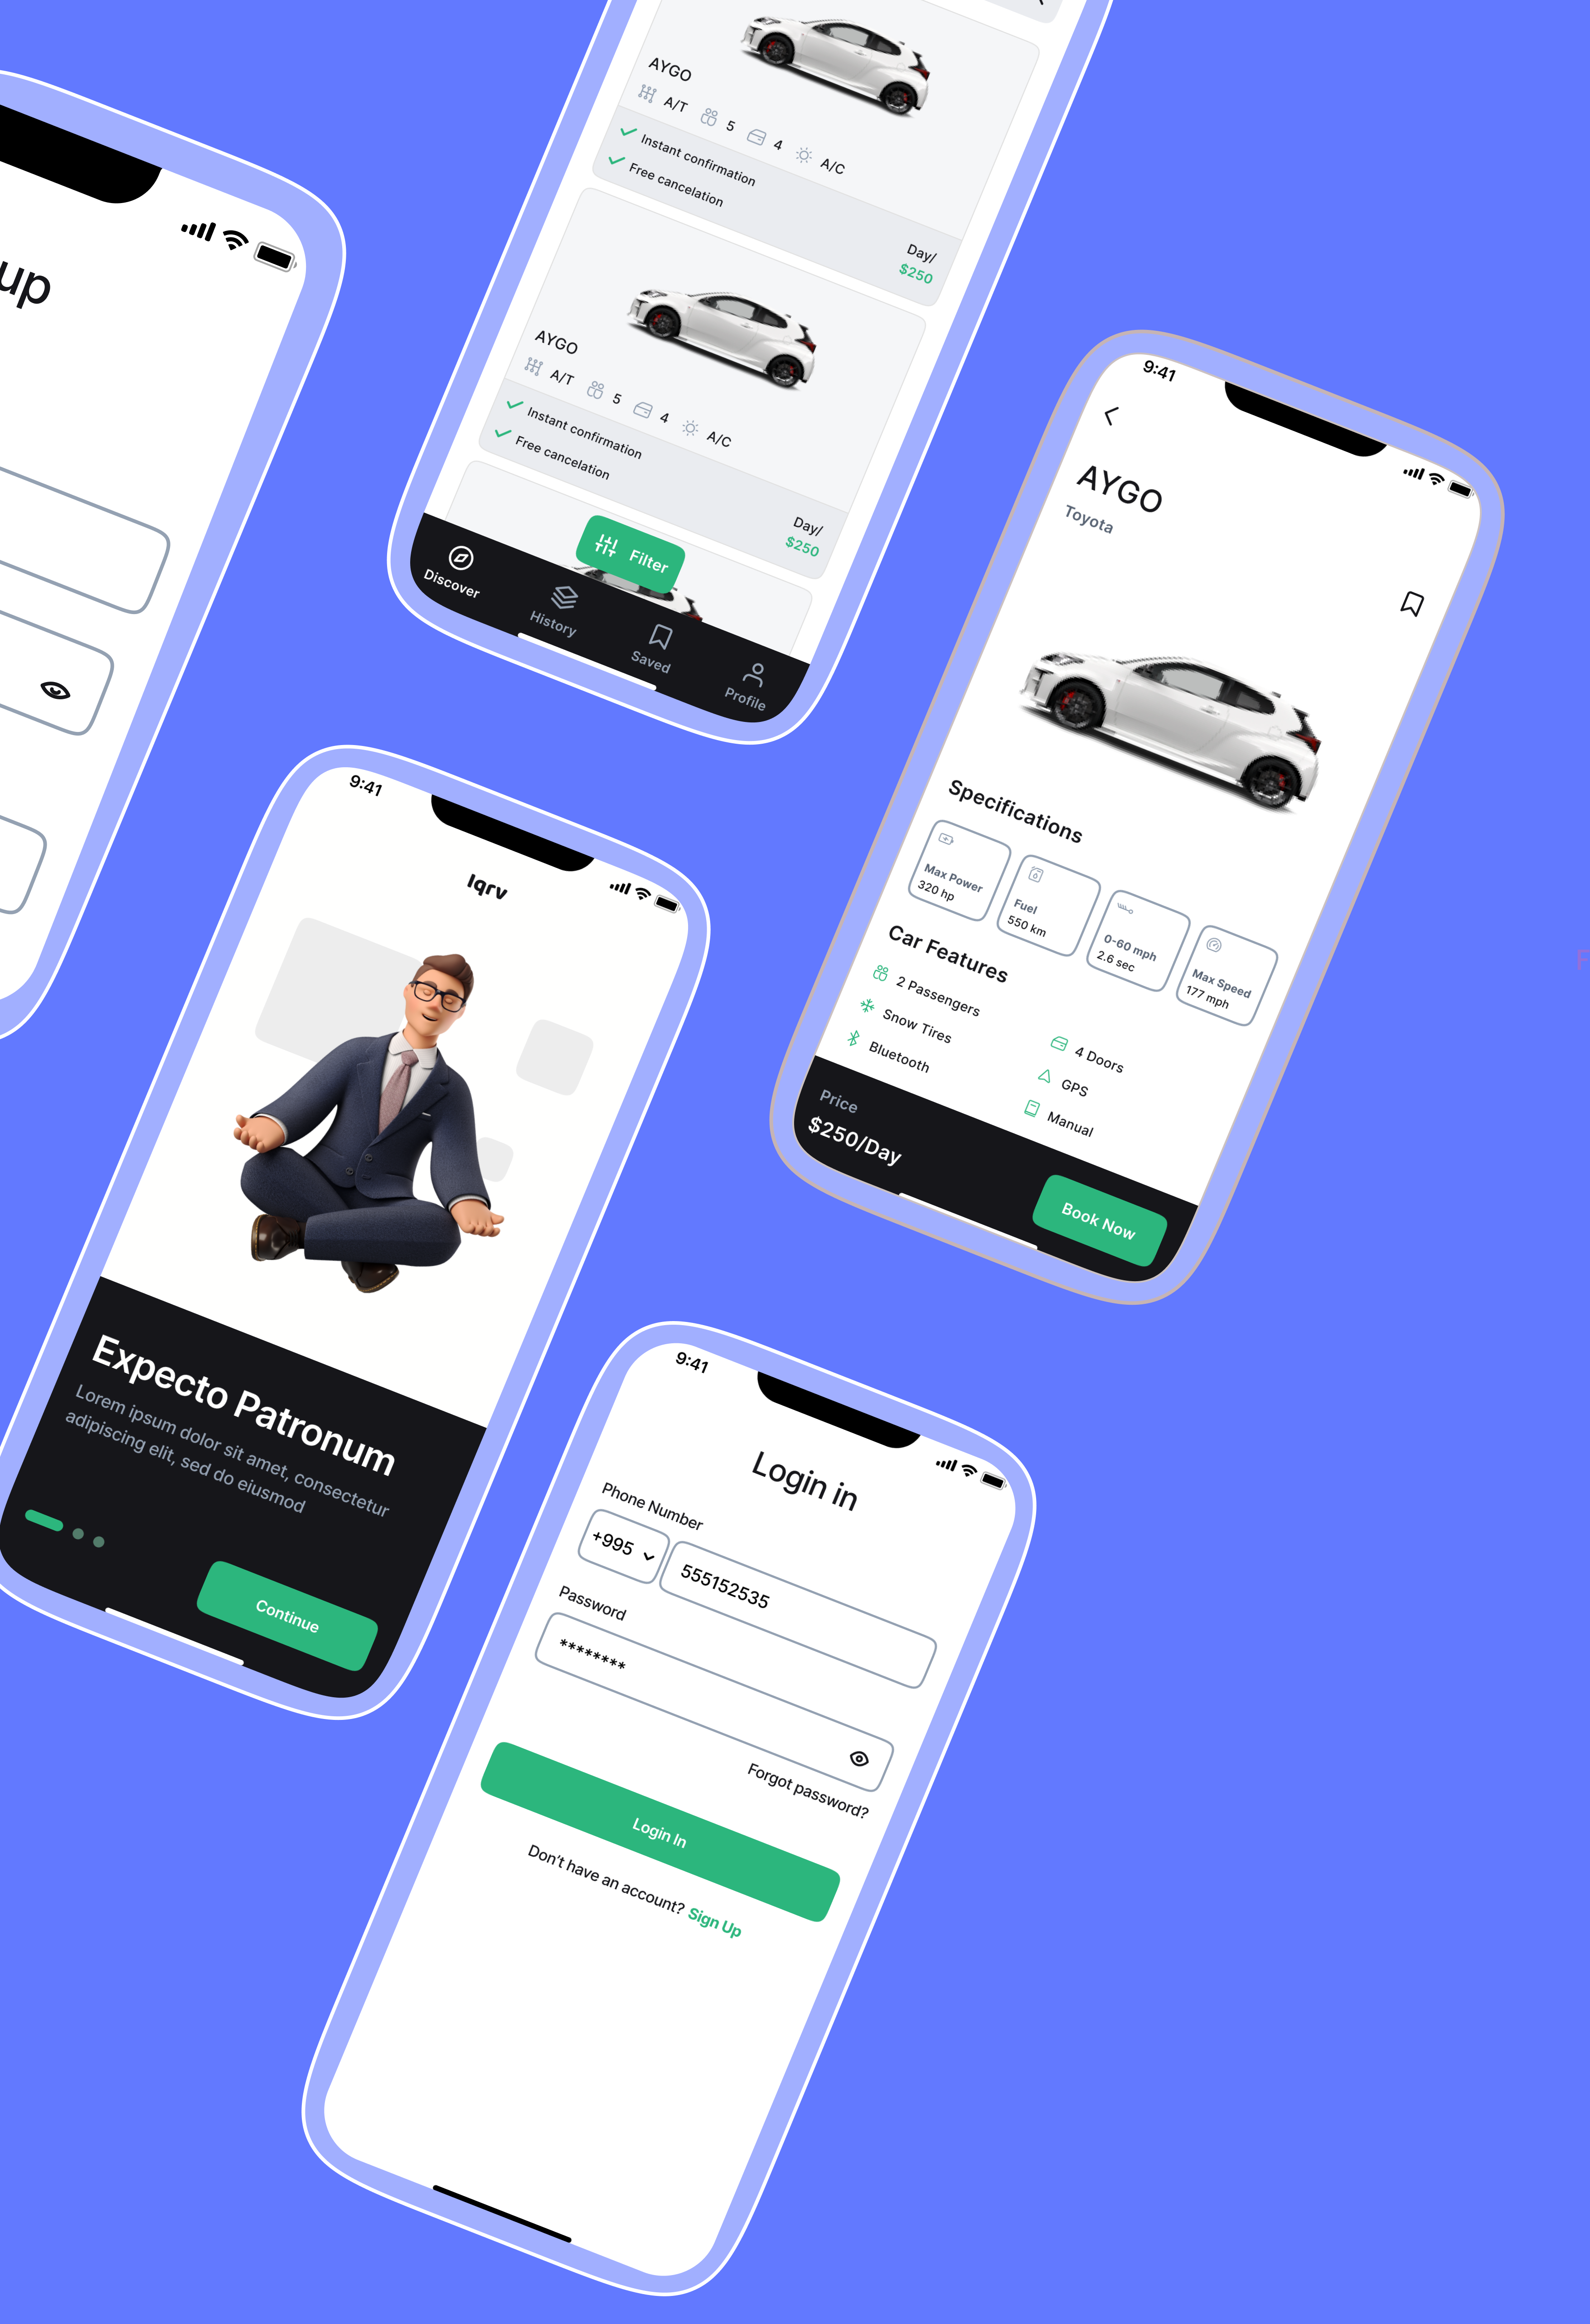 up
AYGO
A/T 5 4 A/C
Instant confirmation
Free cancelation
Day/
$250
AYGO
A/T 5 4 A/C
Instant confirmation
Free cancelation
Day/
$250
Filter
Discover
History
Saved
Profile
9:41
AYGO
Toyota
Specifications
Max Power
320 hp
Fuel
550 km
0-60 mph
2.6 sec
Max Speed
177 mph
Car Features
2 Passengers
Snow Tires
Bluetooth
4 Doors
GPS
Manual
Price
$250/Day
Book Now
9:41
lqrv
Expecto Patronum
Lorem ipsum dolor sit amet, consectetur
adipiscing elit, sed do eiusmod
Continue
9:41
Login in
Phone Number
+995
555152535
Password
********
Forgot password?
Login In
Don't have an account? Sign Up